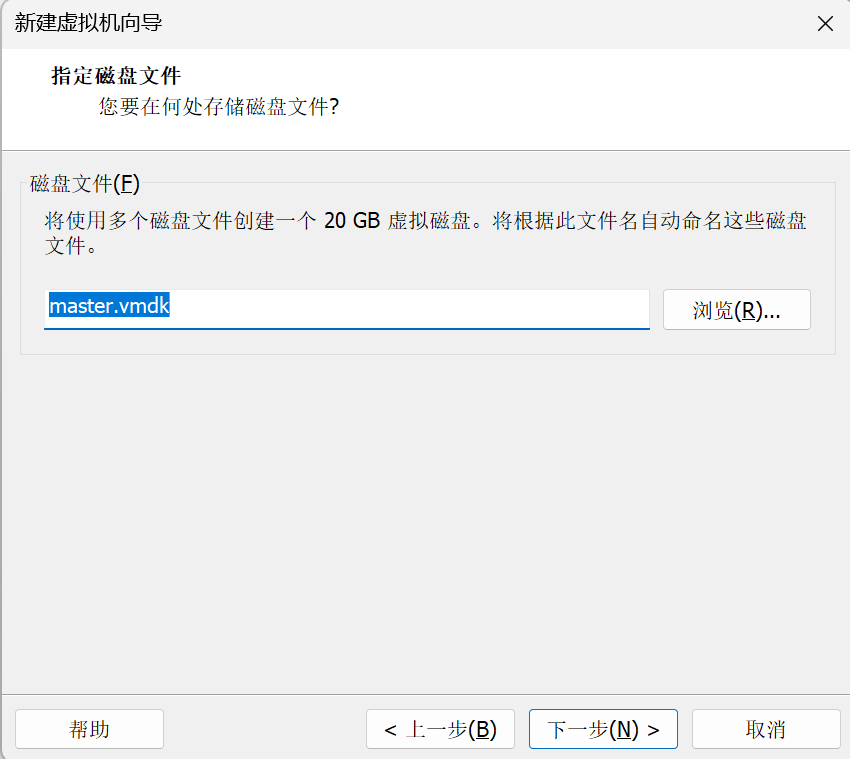 新建虚拟机向导
指定磁盘文件
您要在何处存储磁盘文件?
磁盘文件(F)
将使用多个磁盘文件创建一个 20 GB 虚拟磁盘。将根据此文件名自动命名这些磁盘
文件。
master.vmdk
浏览(R)...
帮助
< 上一步(B)
下一步(N) >
取消